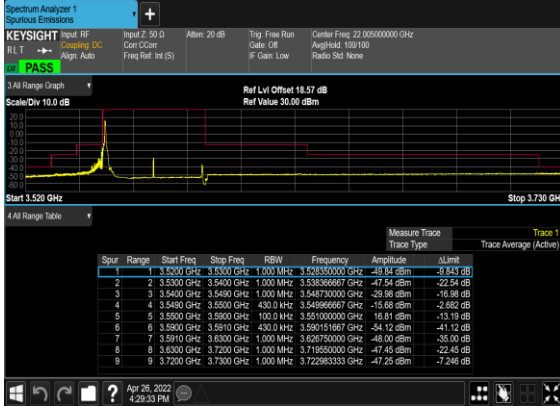 Spectrum Analyzer 1
Spurious Emissions
+
KEYSIGHT Input: RF Input Z: 50 Ω Atten: 20 dB Trig: Free Run Center Freq: 22.005000000 GHz
RLT Coupling: DC Corr CCorr Gate: Off Avg|Hold: 100/100
Align: Auto Freq Ref: Int (S) IF Gain: Low Radio Std: None
LXI PASS
3 All Range Graph
Ref Lvl Offset 18.57 dB
Scale/Div 10.0 dB Ref Value 30.00 dBm
20.0
10.0
0.00
-10.0
-20.0
-30.0
-40.0
-50.0
-60.0
Start 3.520 GHz Stop 3.730 GH
4 All Range Table
Measure Trace Trace 1
Trace Type Trace Average (Active)
Spur Range Start Freq Stop Freq RBW Frequency Amplitude ΔLimit
1 1 3.5200 GHz 3.5300 GHz 1.000 MHz 3.528350000 GHz -49.84 dBm -9.843 dB
2 2 3.5300 GHz 3.5400 GHz 1.000 MHz 3.538366667 GHz -47.54 dBm -22.54 dB
3 3 3.5400 GHz 3.5490 GHz 1.000 MHz 3.548730000 GHz -29.98 dBm -16.98 dB
4 4 3.5490 GHz 3.5500 GHz 430.0 kHz 3.549966667 GHz -15.68 dBm -2.682 dB
5 5 3.5500 GHz 3.5900 GHz 100.0 kHz 3.551000000 GHz 16.81 dBm -13.19 dB
6 6 3.5900 GHz 3.5910 GHz 430.0 kHz 3.590151667 GHz -54.12 dBm -41.12 dB
7 7 3.5910 GHz 3.6300 GHz 1.000 MHz 3.626750000 GHz -48.00 dBm -35.00 dB
8 8 3.6300 GHz 3.7200 GHz 1.000 MHz 3.719550000 GHz -47.45 dBm -22.45 dB
9 9 3.7200 GHz 3.7300 GHz 1.000 MHz 3.722983333 GHz -47.25 dBm -7.246 dB
? Apr 26, 2022
4:29:33 PM